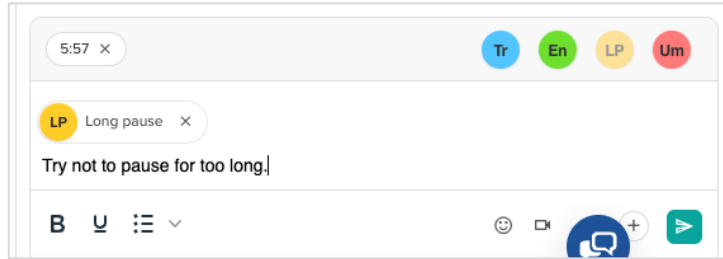 5:57 ×
Tr En LP Um
LP Long pause ×
Try not to pause for too long.
B U